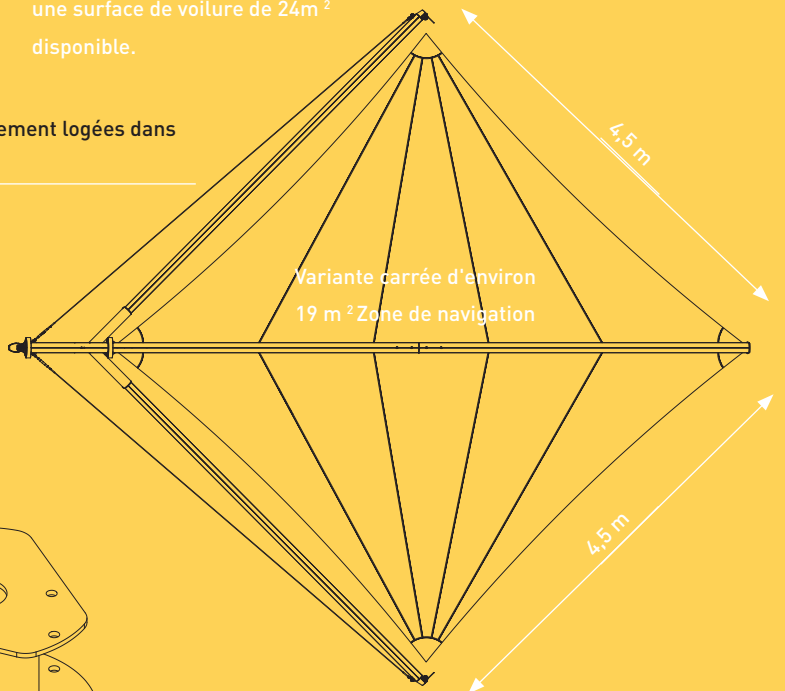 une surface de voilure de 24m ²
disponible.
ement logées dans
4,5 m
Variante carrée d'environ
19 m ² Zone de navigation
4,5 m